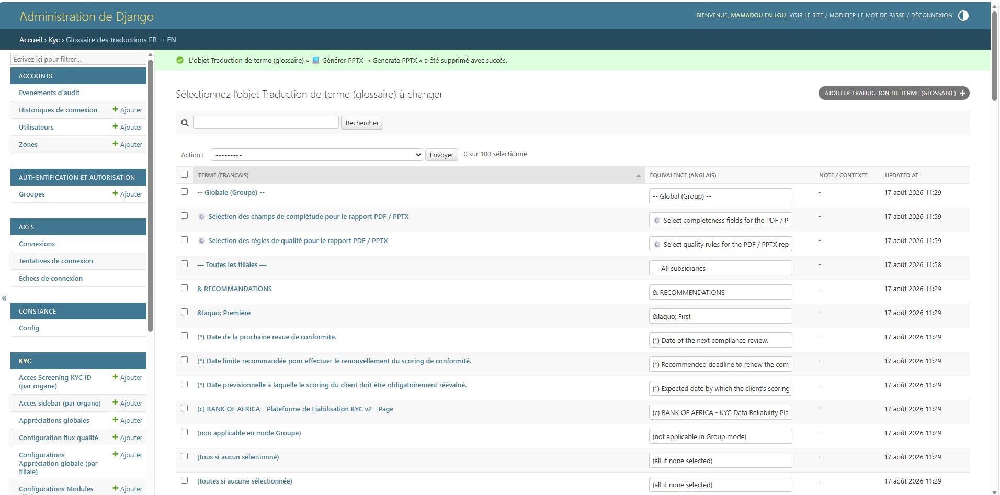 Administration de Django
BIENVENUE, MAMADOU FALLOU. VOIR LE SITE / MODIFIER LE MOT DE PASSE / DÉCONNEXION
Accueil › Kyc › Glossaire des traductions FR → EN
Écrivez ici pour filtrer…
ACCOUNTS
Evenements d'audit
Historiques de connexion Ajouter
Utilisateurs Ajouter
Zones Ajouter
AUTHENTIFICATION ET AUTORISATION
Groupes Ajouter
AXES
Connexions
Tentatives de connexion
Échecs de connexion
«
CONSTANCE
Config
KYC
Acces Screening KYC ID Ajouter
(par organe)
Acces sidebar (par organe) Ajouter
Appréciations globales Ajouter
Configuration flux qualité Ajouter
Configurations Ajouter
Appréciation globale (par
filiale)
Configurations Modules Ajouter
L'objet Traduction de terme (glossaire) « 💻 Générer PPTX → Generate PPTX » a été supprimé avec succès.
Sélectionnez l'objet Traduction de terme (glossaire) à changer
AJOUTER TRADUCTION DE TERME (GLOSSAIRE) +
Rechercher
Action : --------- Envoyer 0 sur 100 sélectionné
TERME (FRANÇAIS) ÉQUIVALENCE (ANGLAIS) NOTE / CONTEXTE UPDATED AT
-- Globale (Groupe) -- -- Global (Group) -- - 17 août 2026 11:29
⚙ Sélection des champs de complétude pour le rapport PDF / PPTX ⚙ Select completeness fields for the PDF / P - 17 août 2026 11:59
⚙ Sélection des règles de qualité pour le rapport PDF / PPTX ⚙ Select quality rules for the PDF / PPTX rep - 17 août 2026 11:59
— Toutes les filiales — — All subsidiaries — - 17 août 2026 11:58
& RECOMMANDATIONS & RECOMMENDATIONS - 17 août 2026 11:29
&laquo; Première &laquo; First - 17 août 2026 11:29
(*) Date de la prochaine revue de conformite. (*) Date of the next compliance review. - 17 août 2026 11:29
(*) Date limite recommandée pour effectuer le renouvellement du scoring de conformité. (*) Recommended deadline to renew the com - 17 août 2026 11:29
(*) Date prévisionnelle à laquelle le scoring du client doit être obligatoirement réévalué. (*) Expected date by which the client's scoring - 17 août 2026 11:29
(c) BANK OF AFRICA - Plateforme de Fiabilisation KYC v2 - Page (c) BANK OF AFRICA - KYC Data Reliability Pla - 17 août 2026 11:29
(non applicable en mode Groupe) (not applicable in Group mode) - 17 août 2026 11:29
(tous si aucun sélectionné) (all if none selected) - 17 août 2026 11:29
(toutes si aucune sélectionnée) (all if none selected) - 17 août 2026 11:29